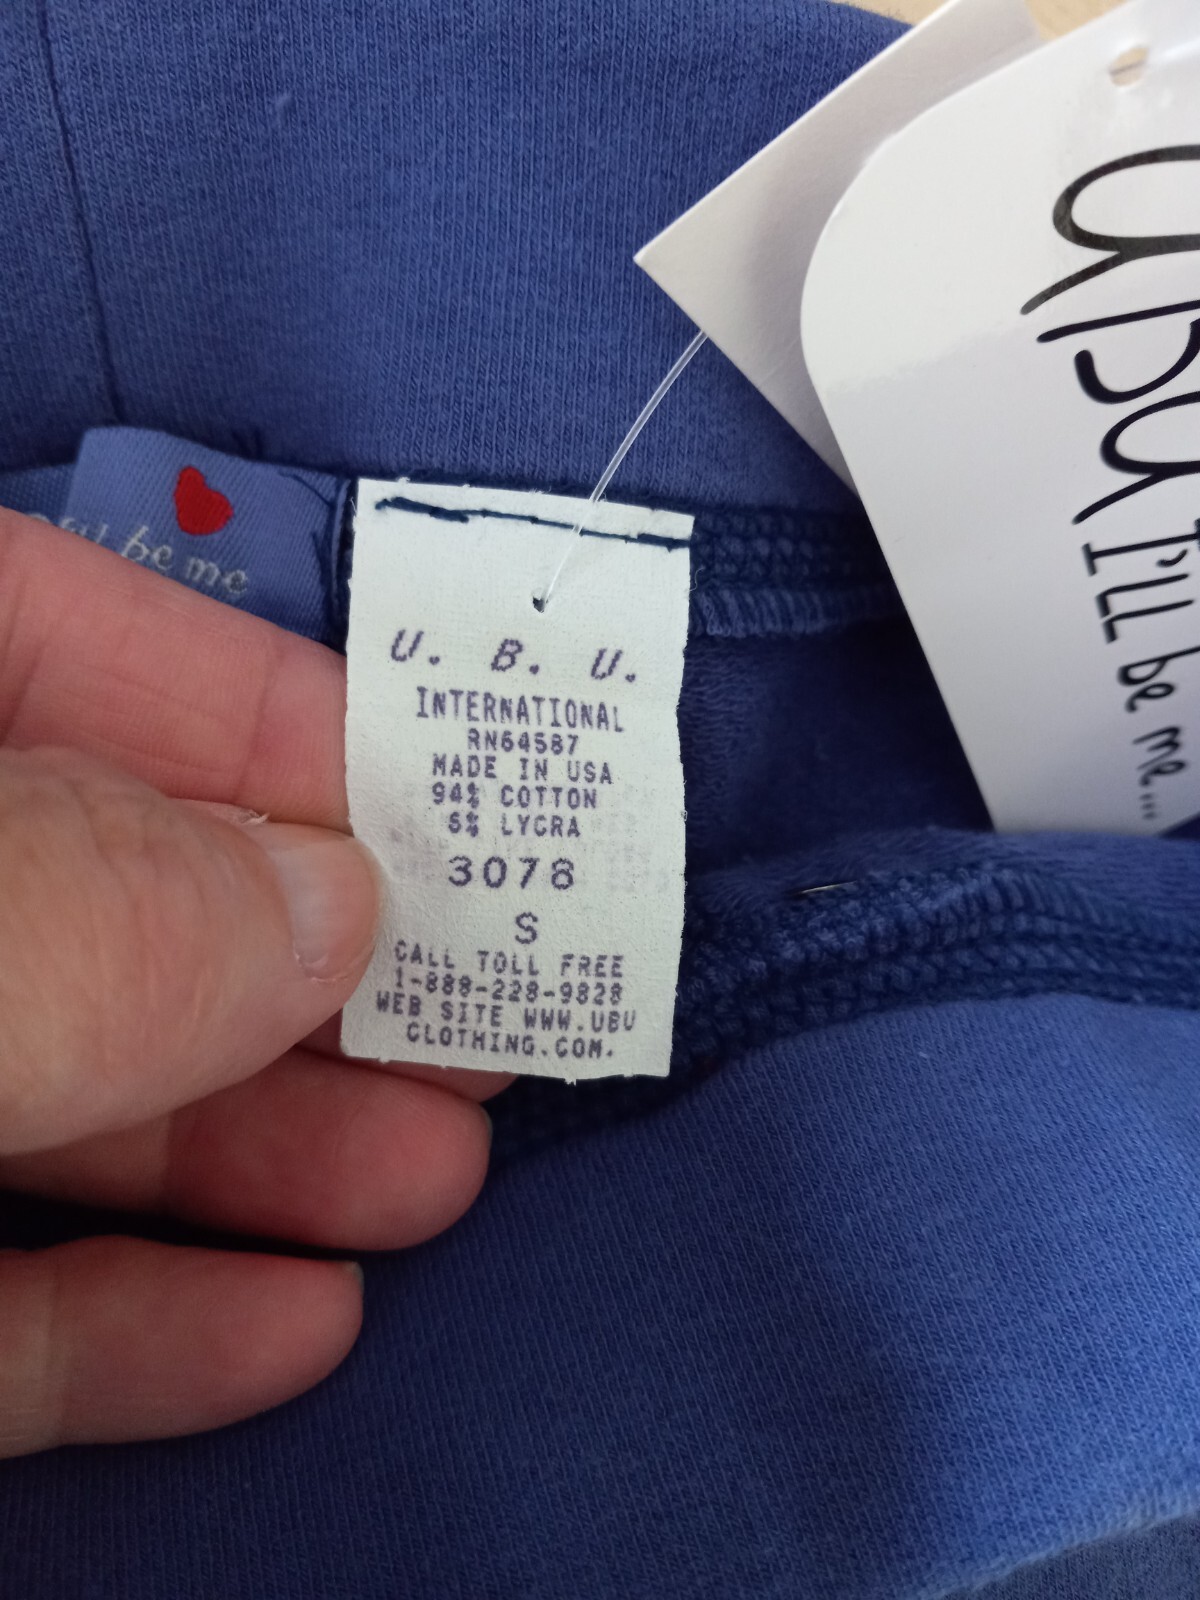 be me
U. B. U.
INTERNATIONAL
RN64587
MADE IN USA
94% COTTON
6% LYCRA
3078
S
CALL TOLL FREE
1-888-228-9828
WEB SITE WWW.UBU
CLOTHING.COM.
UBU I'LL be me...